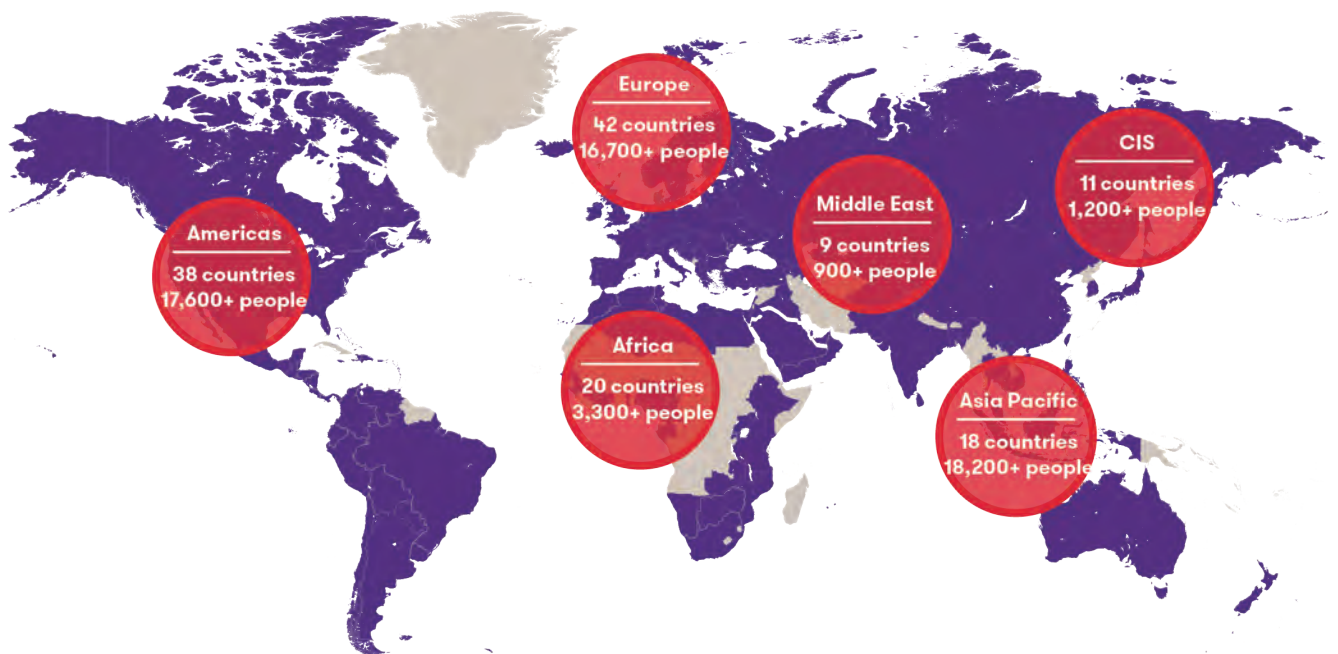 Europe
42 countries
16,700+ people
CIS
11 countries
1,200+ people
Middle East
9 countries
900+ people
Americas
38 countries
17,600+ people
Africa
20 countries
3,300+ people
Asia Pacific
18 countries
18,200+ people